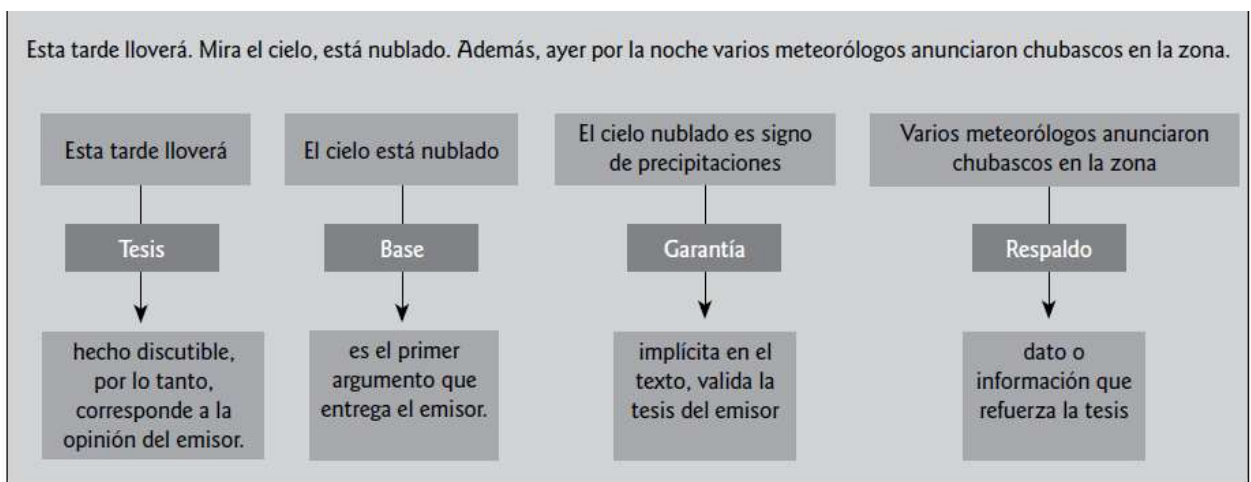 Esta tarde lloverá. Mira el cielo, está nublado. Además, ayer por la noche varios meteorólogos anunciaron chubascos en la zona.
Esta tarde lloverá
El cielo está nublado
El cielo nublado es signo
de precipitaciones
Varios meteorólogos anunciaron
chubascos en la zona
Tesis
Base
Garantía
Respaldo
hecho discutible,
por lo tanto,
corresponde a la
opinión del emisor.
es el primer
argumento que
entrega el emisor.
implícita en el
texto, valida la
tesis del emisor
dato o
información que
refuerza la tesis